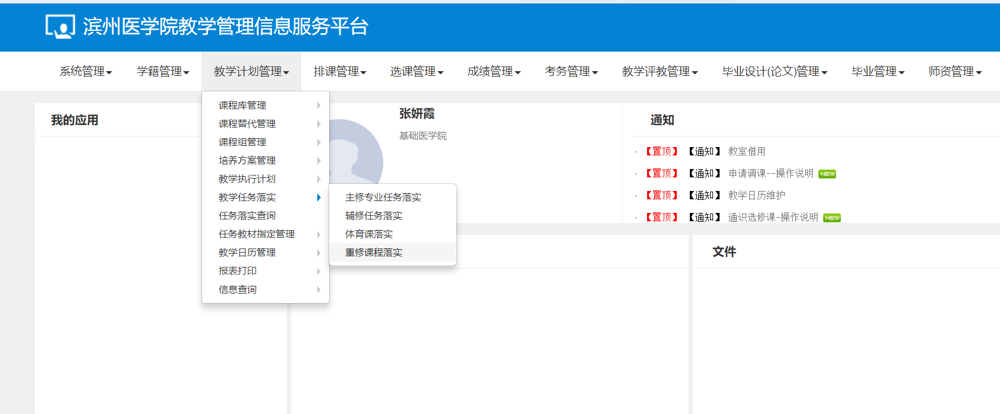 滨州医学院教学管理信息服务平台
系统管理 学籍管理 教学计划管理 排课管理 选课管理 成绩管理 考务管理 教学评教管理 毕业设计(论文)管理 毕业管理 师资管理
我的应用
课程库管理
课程替代管理
课程组管理
培养方案管理
教学执行计划
教学任务落实
任务落实查询
任务教材指定管理
教学日历管理
报表打印
信息查询
主修专业任务落实
辅修任务落实
体育课落实
重修课程落实
张妍霞
基础医学院
通知
· 【置顶】 【通知】 教室借用
· 【置顶】 【通知】 申请调课--操作说明 NEW
· 【置顶】 【通知】 教学日历维护
· 【置顶】 【通知】 通识选修课-操作说明 NEW
文件